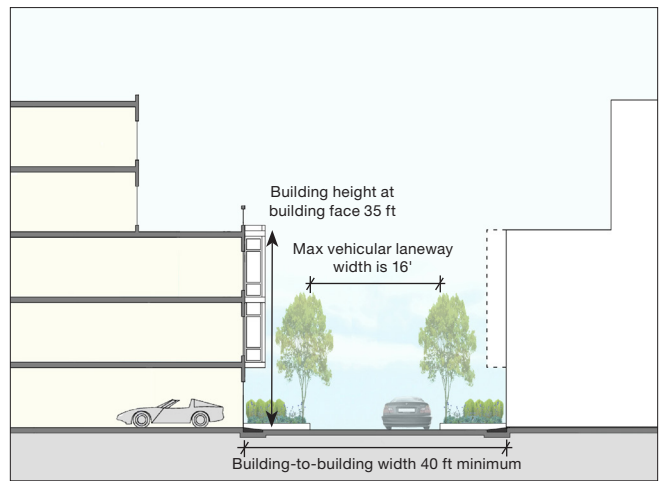 Building height at
building face 35 ft
Max vehicular laneway
width is 16'
Building-to-building width 40 ft minimum